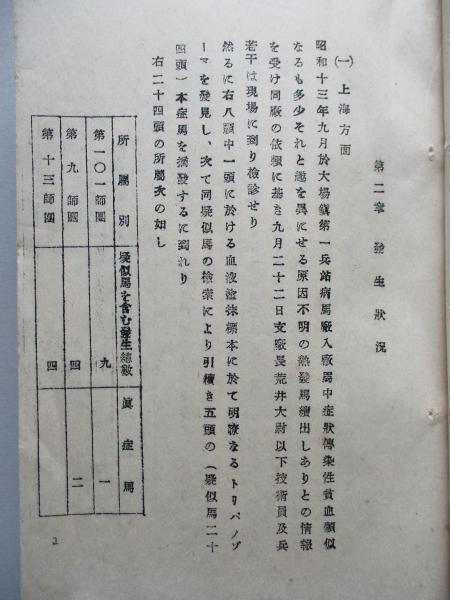 第二章　發生狀況
(一)　上海方面
昭和十三年九月於大場鎭第一兵站病馬廠入廠馬中症狀傳染性貧血類似
なるも多少それと趣を異にせる原因不明の熱發馬續出しありとの情報
を受け同廠の依賴に基き九月二十二日支廠長荒井大尉以下技術員及兵
若干は現場に到り檢診せり
然るに右八頭中一頭に於ける血液塗抹標本に於て明瞭なるトリパノゾ
ーマを發見し、次て同疑似馬の檢索により引續き五頭の（疑似馬二十
四頭）本症馬を摘發するに到れり
右二十四頭の所屬次の如し
所屬別　疑似馬を含む發生總數　眞症馬
第一〇一師團　九　一
第九師團　四　二
第十三師團　四
2